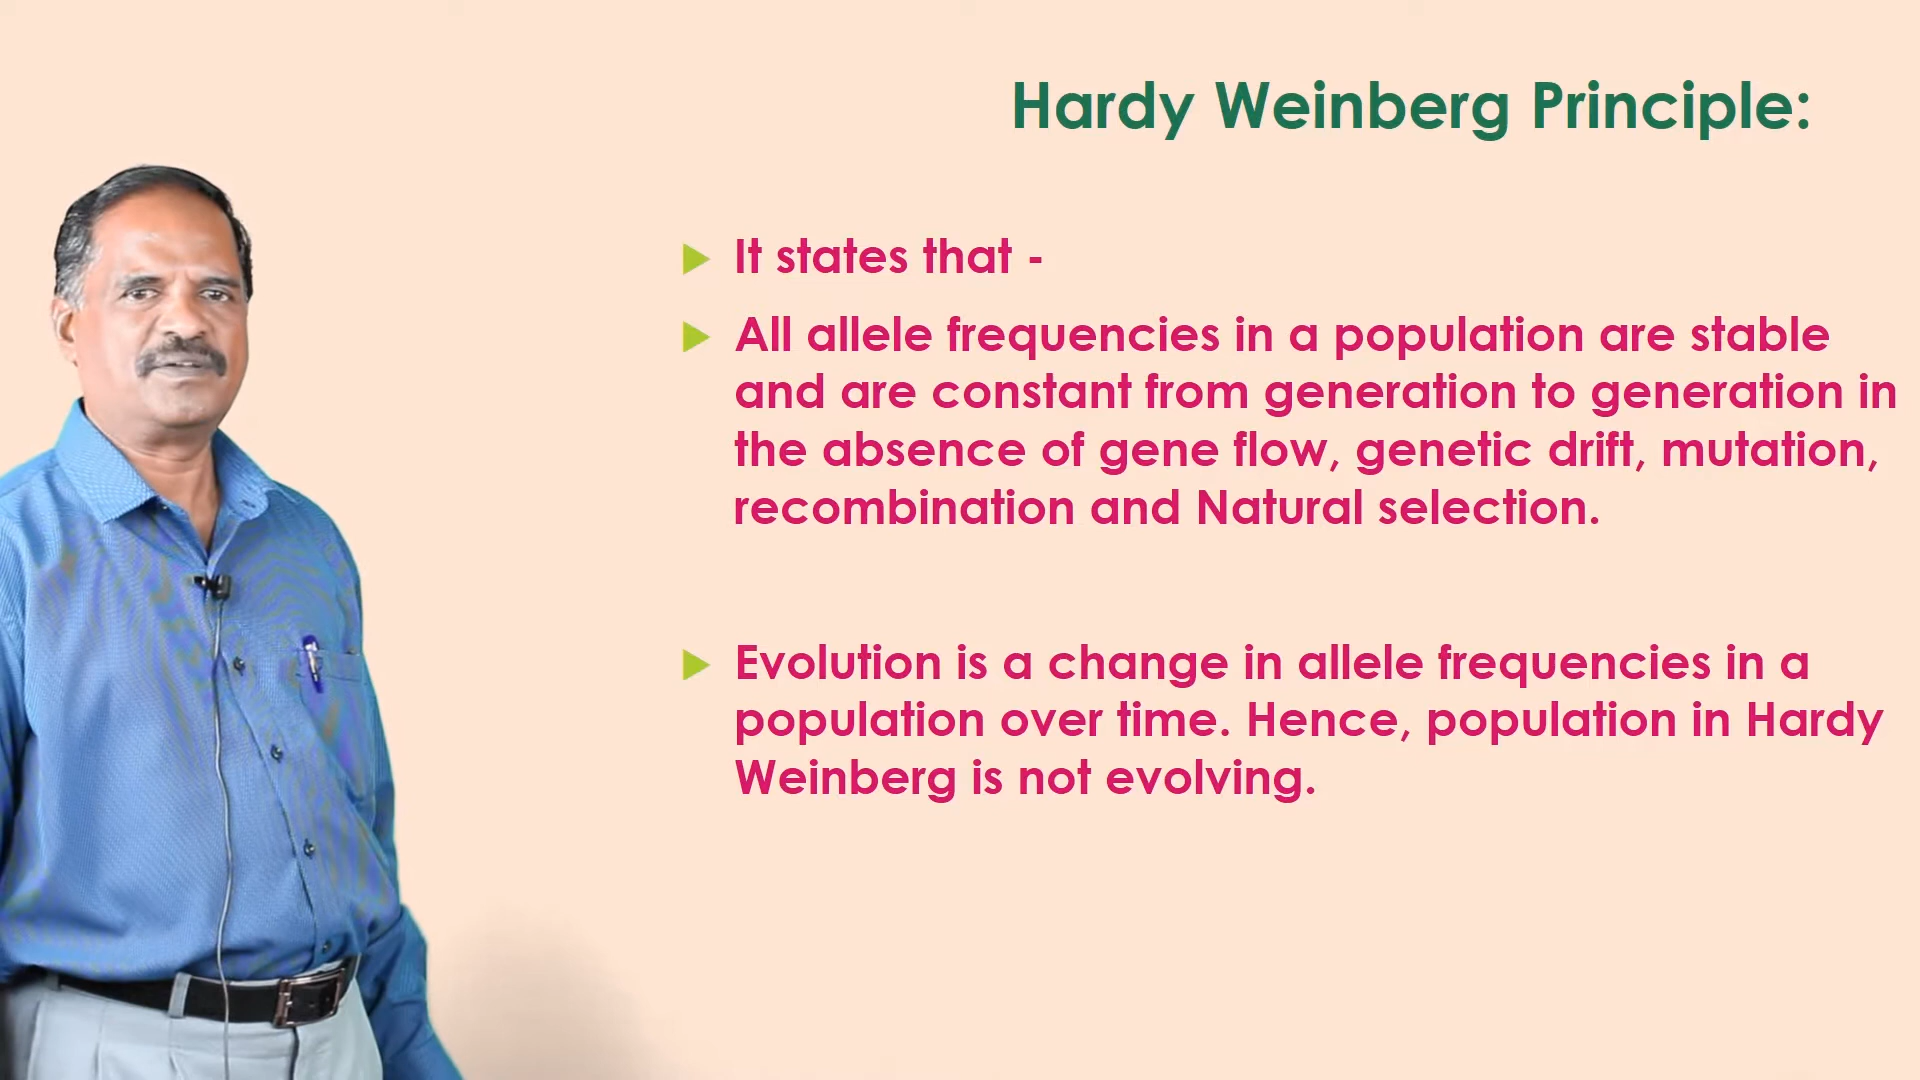 Hardy Weinberg Principle:
It states that -
All allele frequencies in a population are stable
and are constant from generation to generation in
the absence of gene flow, genetic drift, mutation,
recombination and Natural selection.
Evolution is a change in allele frequencies in a
population over time. Hence, population in Hardy
Weinberg is not evolving.